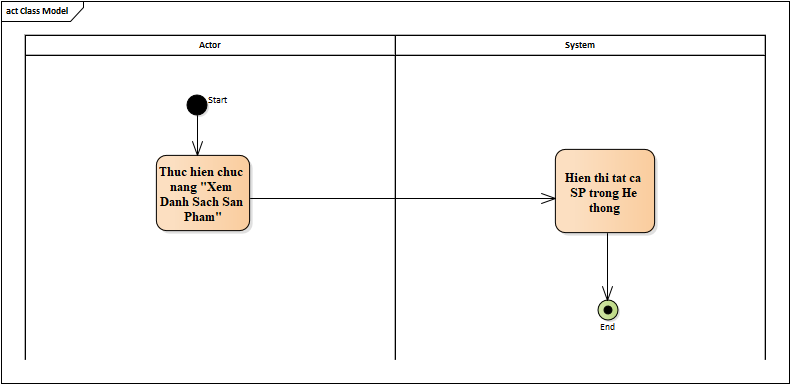 act Class Model
Actor
System
Start
Thuc hien chuc
nang "Xem
Danh Sach San
Pham"
Hien thi tat ca
SP trong He
thong
End